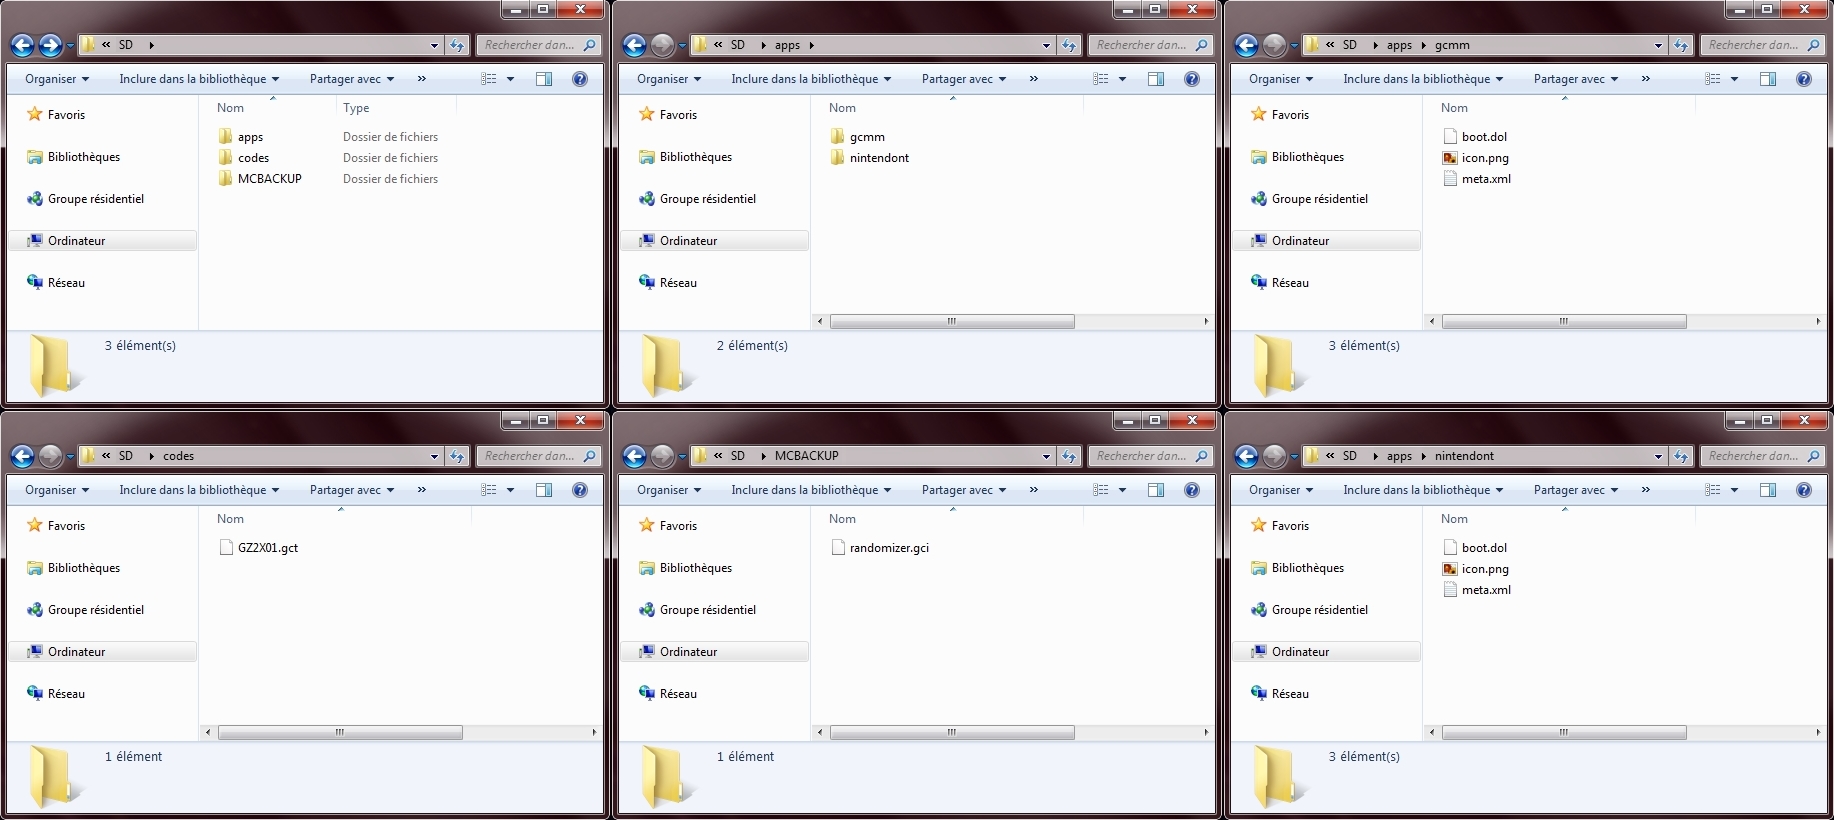 SD
Rechercher dan...
Organiser
Inclure dans la bibliothèque
Partager avec
»
Favoris
Bibliothèques
Groupe résidentiel
Ordinateur
Réseau
Nom Type
apps Dossier de fichiers
codes Dossier de fichiers
MCBACKUP Dossier de fichiers
3 élément(s)
SD apps
Rechercher dan...
Organiser
Inclure dans la bibliothèque
Partager avec
»
Favoris
Bibliothèques
Groupe résidentiel
Ordinateur
Réseau
Nom
gcmm
nintendont
2 élément(s)
SD apps gcmm
Rechercher dan...
Organiser
Inclure dans la bibliothèque
Partager avec
»
Favoris
Bibliothèques
Groupe résidentiel
Ordinateur
Réseau
Nom
boot.dol
icon.png
meta.xml
3 élément(s)
SD codes
Rechercher dan...
Organiser
Inclure dans la bibliothèque
Partager avec
»
Favoris
Bibliothèques
Groupe résidentiel
Ordinateur
Réseau
Nom
GZ2X01.gct
1 élément
SD MCBACKUP
Rechercher dan...
Organiser
Inclure dans la bibliothèque
Partager avec
»
Favoris
Bibliothèques
Groupe résidentiel
Ordinateur
Réseau
Nom
randomizer.gci
1 élément
SD apps nintendont
Rechercher dan...
Organiser
Inclure dans la bibliothèque
Partager avec
»
Favoris
Bibliothèques
Groupe résidentiel
Ordinateur
Réseau
Nom
boot.dol
icon.png
meta.xml
3 élément(s)